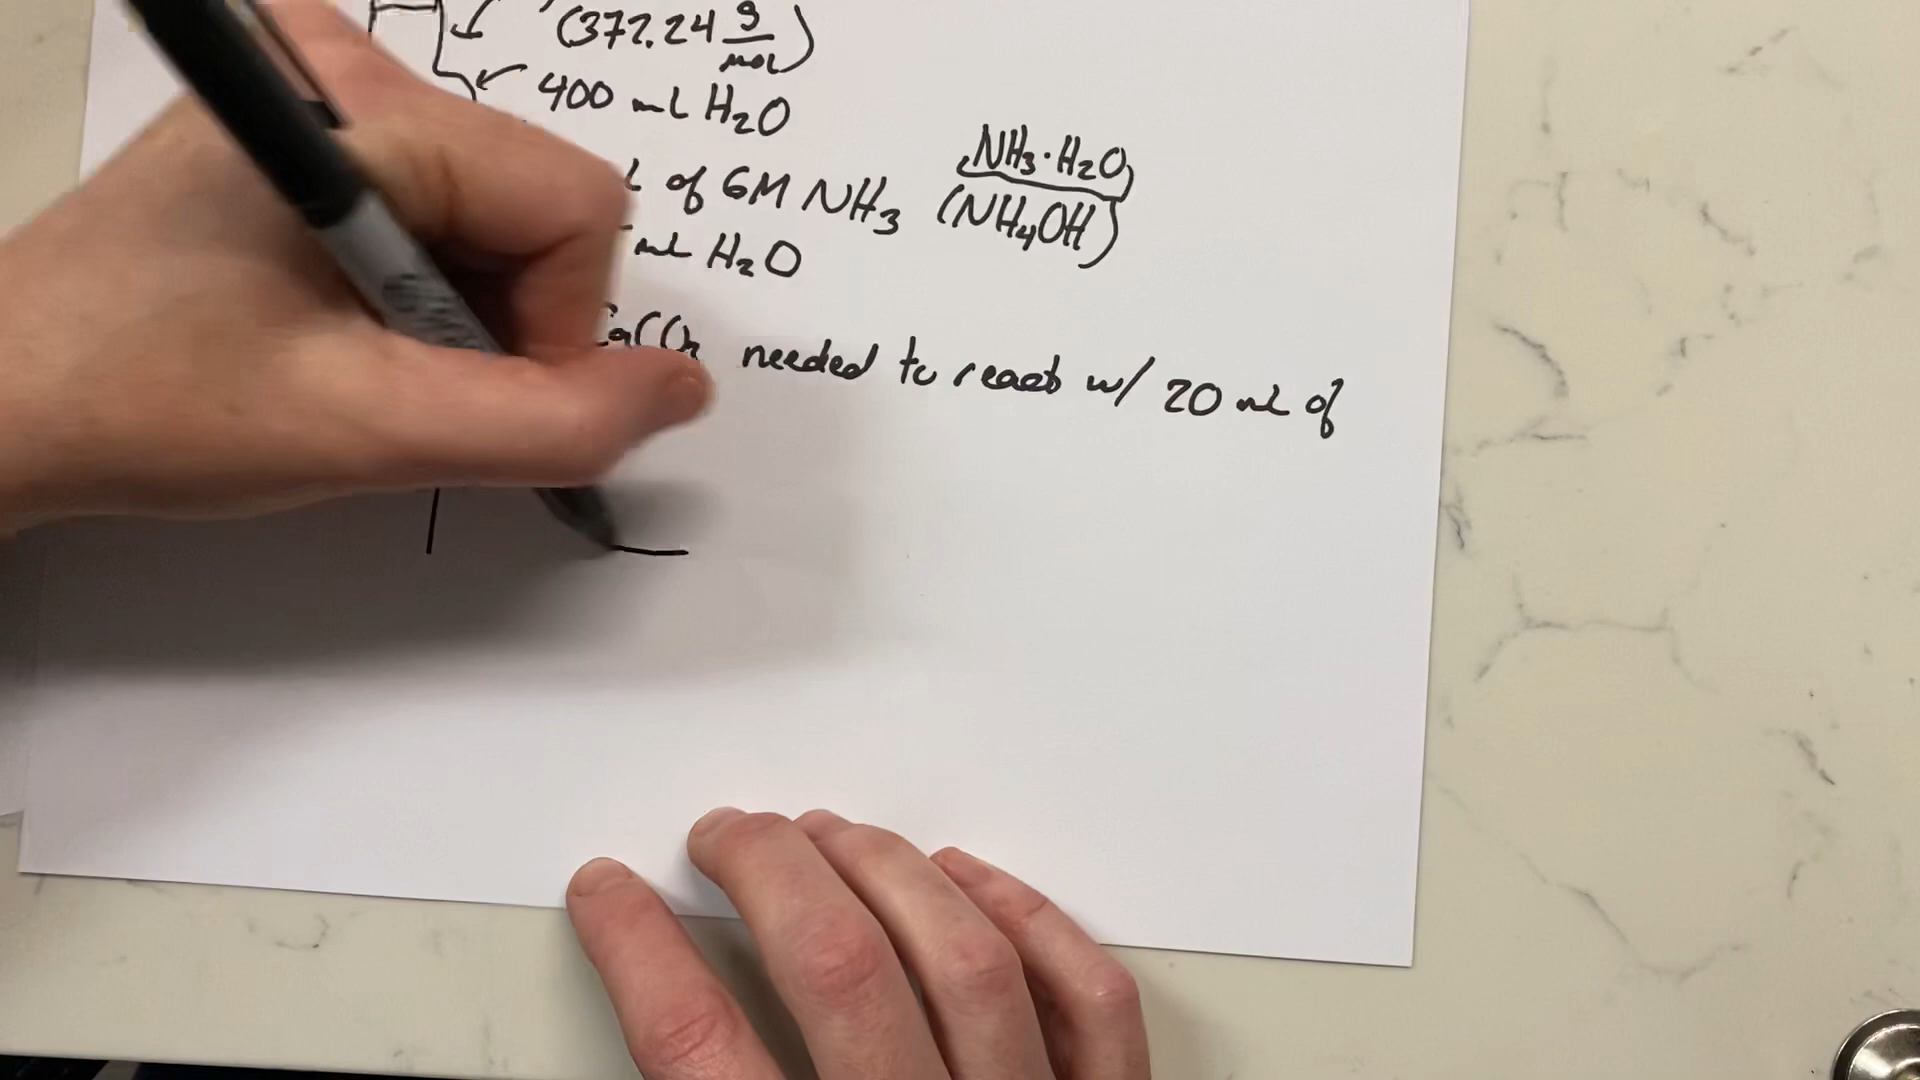 (372.24 g/mol)
400 mL H2O
NH3·H2O
L of 6M NH3 (NH4OH)
mL H2O
CaCO3 needed to react w/ 20 mL of